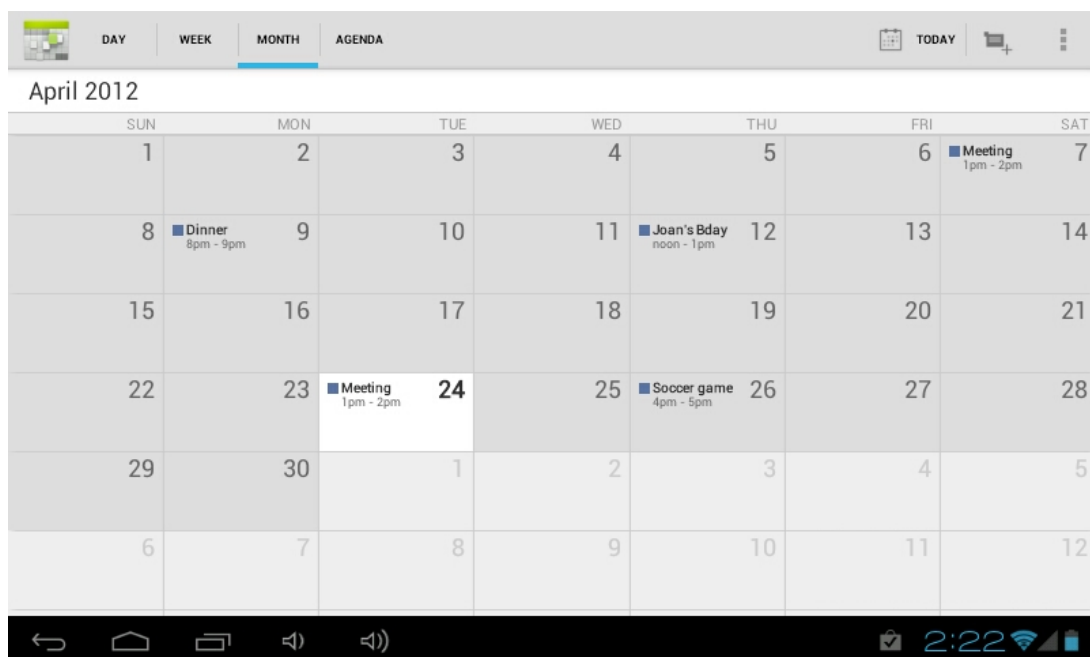 DAY WEEK MONTH AGENDA TODAY
April 2012
SUN MON TUE WED THU FRI SAT
1 2 3 4 5 6 Meeting 7
1pm - 2pm
8 Dinner 9 10 11 Joan's Bday 12 13 14
8pm - 9pm noon - 1pm
15 16 17 18 19 20 21
22 23 Meeting 24 25 Soccer game 26 27 28
1pm - 2pm 4pm - 5pm
29 30 1 2 3 4 5
6 7 8 9 10 11 12
2:22